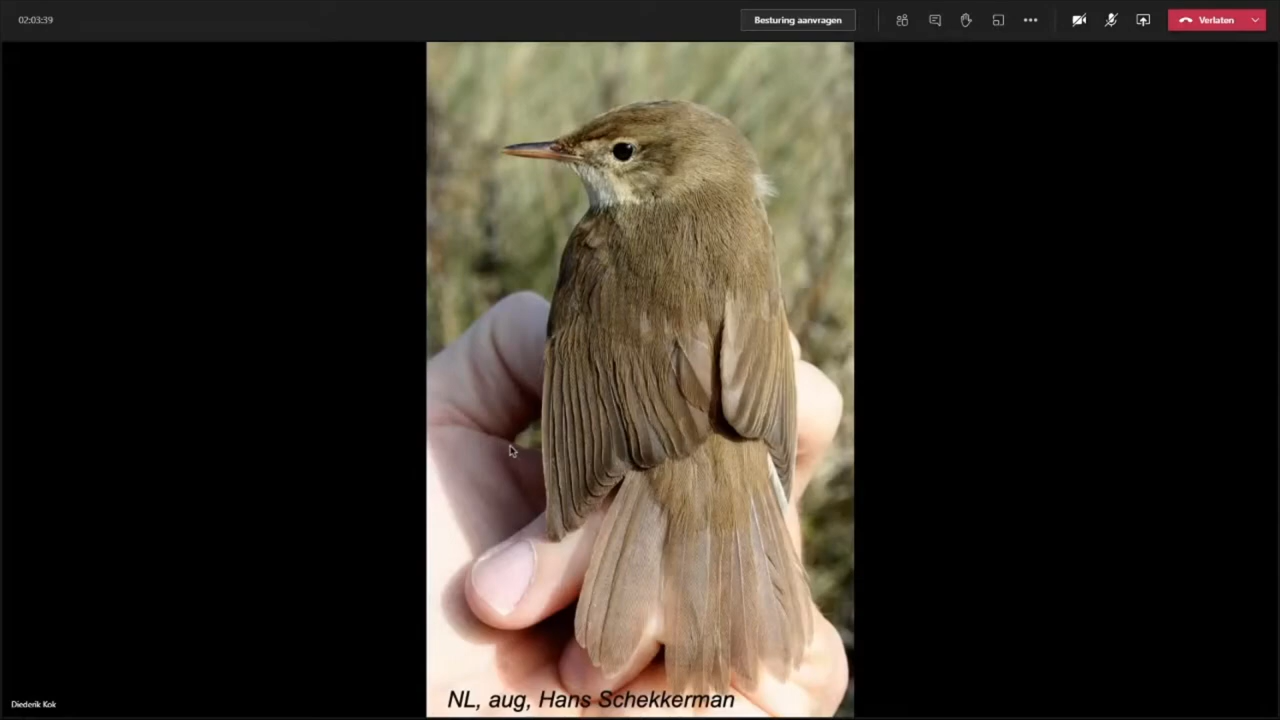 02:03:39
Besturing aanvragen
Verlaten
NL, aug, Hans Schekkerman
Diederik Kok